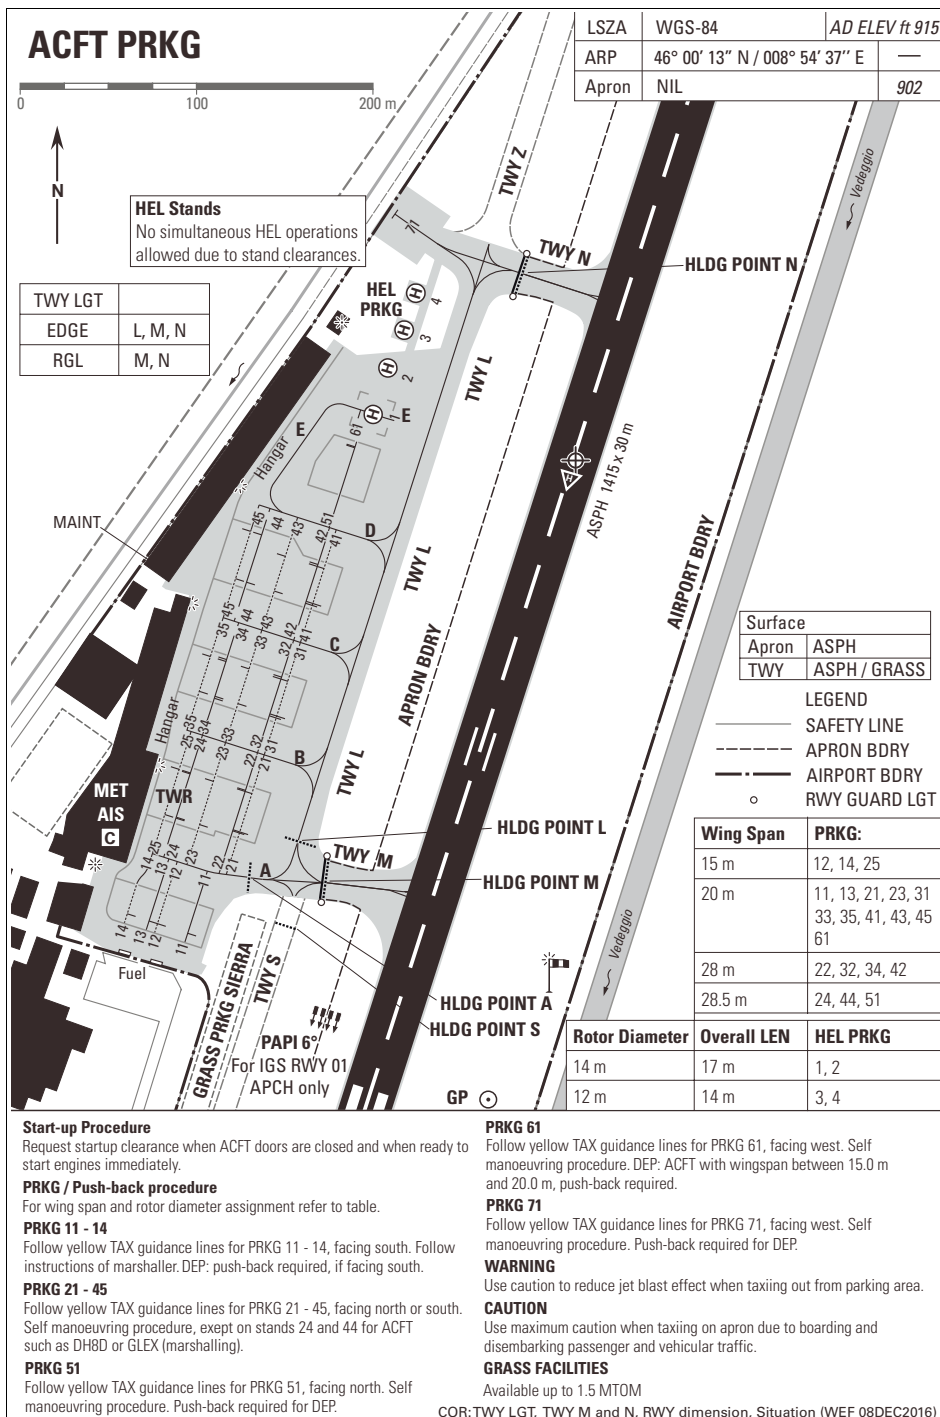 ACFT PRKG
0 100 200 m
N
LSZA WGS-84 AD ELEV ft 915
ARP 46° 00' 13" N / 008° 54' 37'' E —
Apron NIL 902
HEL Stands
No simultaneous HEL operations
allowed due to stand clearances.
TWY LGT
EDGE L, M, N
RGL M, N
TWY Z
Vedeggio
71
TWY N
HLDG POINT N
HEL
PRKG
H
4
H
3
H
2
H
1
E
E
61
TWY L
Hangar
H
ASPH 1415 x 30 m
MAINT
45
44
43
42
51
41
D
TWY L
AIRPORT BDRY
35
45
34
44
33
43
32
42
31
41
C
APRON BDRY
Surface
Apron ASPH
TWY ASPH / GRASS
LEGEND
SAFETY LINE
APRON BDRY
AIRPORT BDRY
RWY GUARD LGT
Hangar
25
35
24
34
23
33
22
32
21
31
B
TWY L
MET
AIS
C
TWR
HLDG POINT L
TWY M
HLDG POINT M
14
25
13
24
12
23
11
22
21
A
14
13
12
11
Fuel
Wing Span PRKG:
15 m 12, 14, 25
20 m 11, 13, 21, 23, 31
33, 35, 41, 43, 45
61
28 m 22, 32, 34, 42
28.5 m 24, 44, 51
Vedeggio
GRASS PRKG SIERRA
TWY S
HLDG POINT A
HLDG POINT S
PAPI 6°
For IGS RWY 01
APCH only
GP
Rotor Diameter Overall LEN HEL PRKG
14 m 17 m 1, 2
12 m 14 m 3, 4
Start-up Procedure
Request startup clearance when ACFT doors are closed and when ready to
start engines immediately.
PRKG / Push-back procedure
For wing span and rotor diameter assignment refer to table.
PRKG 11 - 14
Follow yellow TAX guidance lines for PRKG 11 - 14, facing south. Follow
instructions of marshaller. DEP: push-back required, if facing south.
PRKG 21 - 45
Follow yellow TAX guidance lines for PRKG 21 - 45, facing north or south.
Self manoeuvring procedure, exept on stands 24 and 44 for ACFT
such as DH8D or GLEX (marshalling).
PRKG 51
Follow yellow TAX guidance lines for PRKG 51, facing north. Self
manoeuvring procedure. Push-back required for DEP.
PRKG 61
Follow yellow TAX guidance lines for PRKG 61, facing west. Self
manoeuvring procedure. DEP: ACFT with wingspan between 15.0 m
and 20.0 m, push-back required.
PRKG 71
Follow yellow TAX guidance lines for PRKG 71, facing west. Self
manoeuvring procedure. Push-back required for DEP.
WARNING
Use caution to reduce jet blast effect when taxiing out from parking area.
CAUTION
Use maximum caution when taxiing on apron due to boarding and
disembarking passenger and vehicular traffic.
GRASS FACILITIES
Available up to 1.5 MTOM
COR: TWY LGT, TWY M and N, RWY dimension, Situation (WEF 08DEC2016)